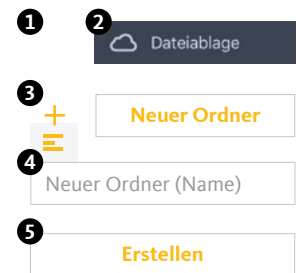 1 2
Dateiablage
3
Neuer Ordner
4
Neuer Ordner (Name)
5
Erstellen